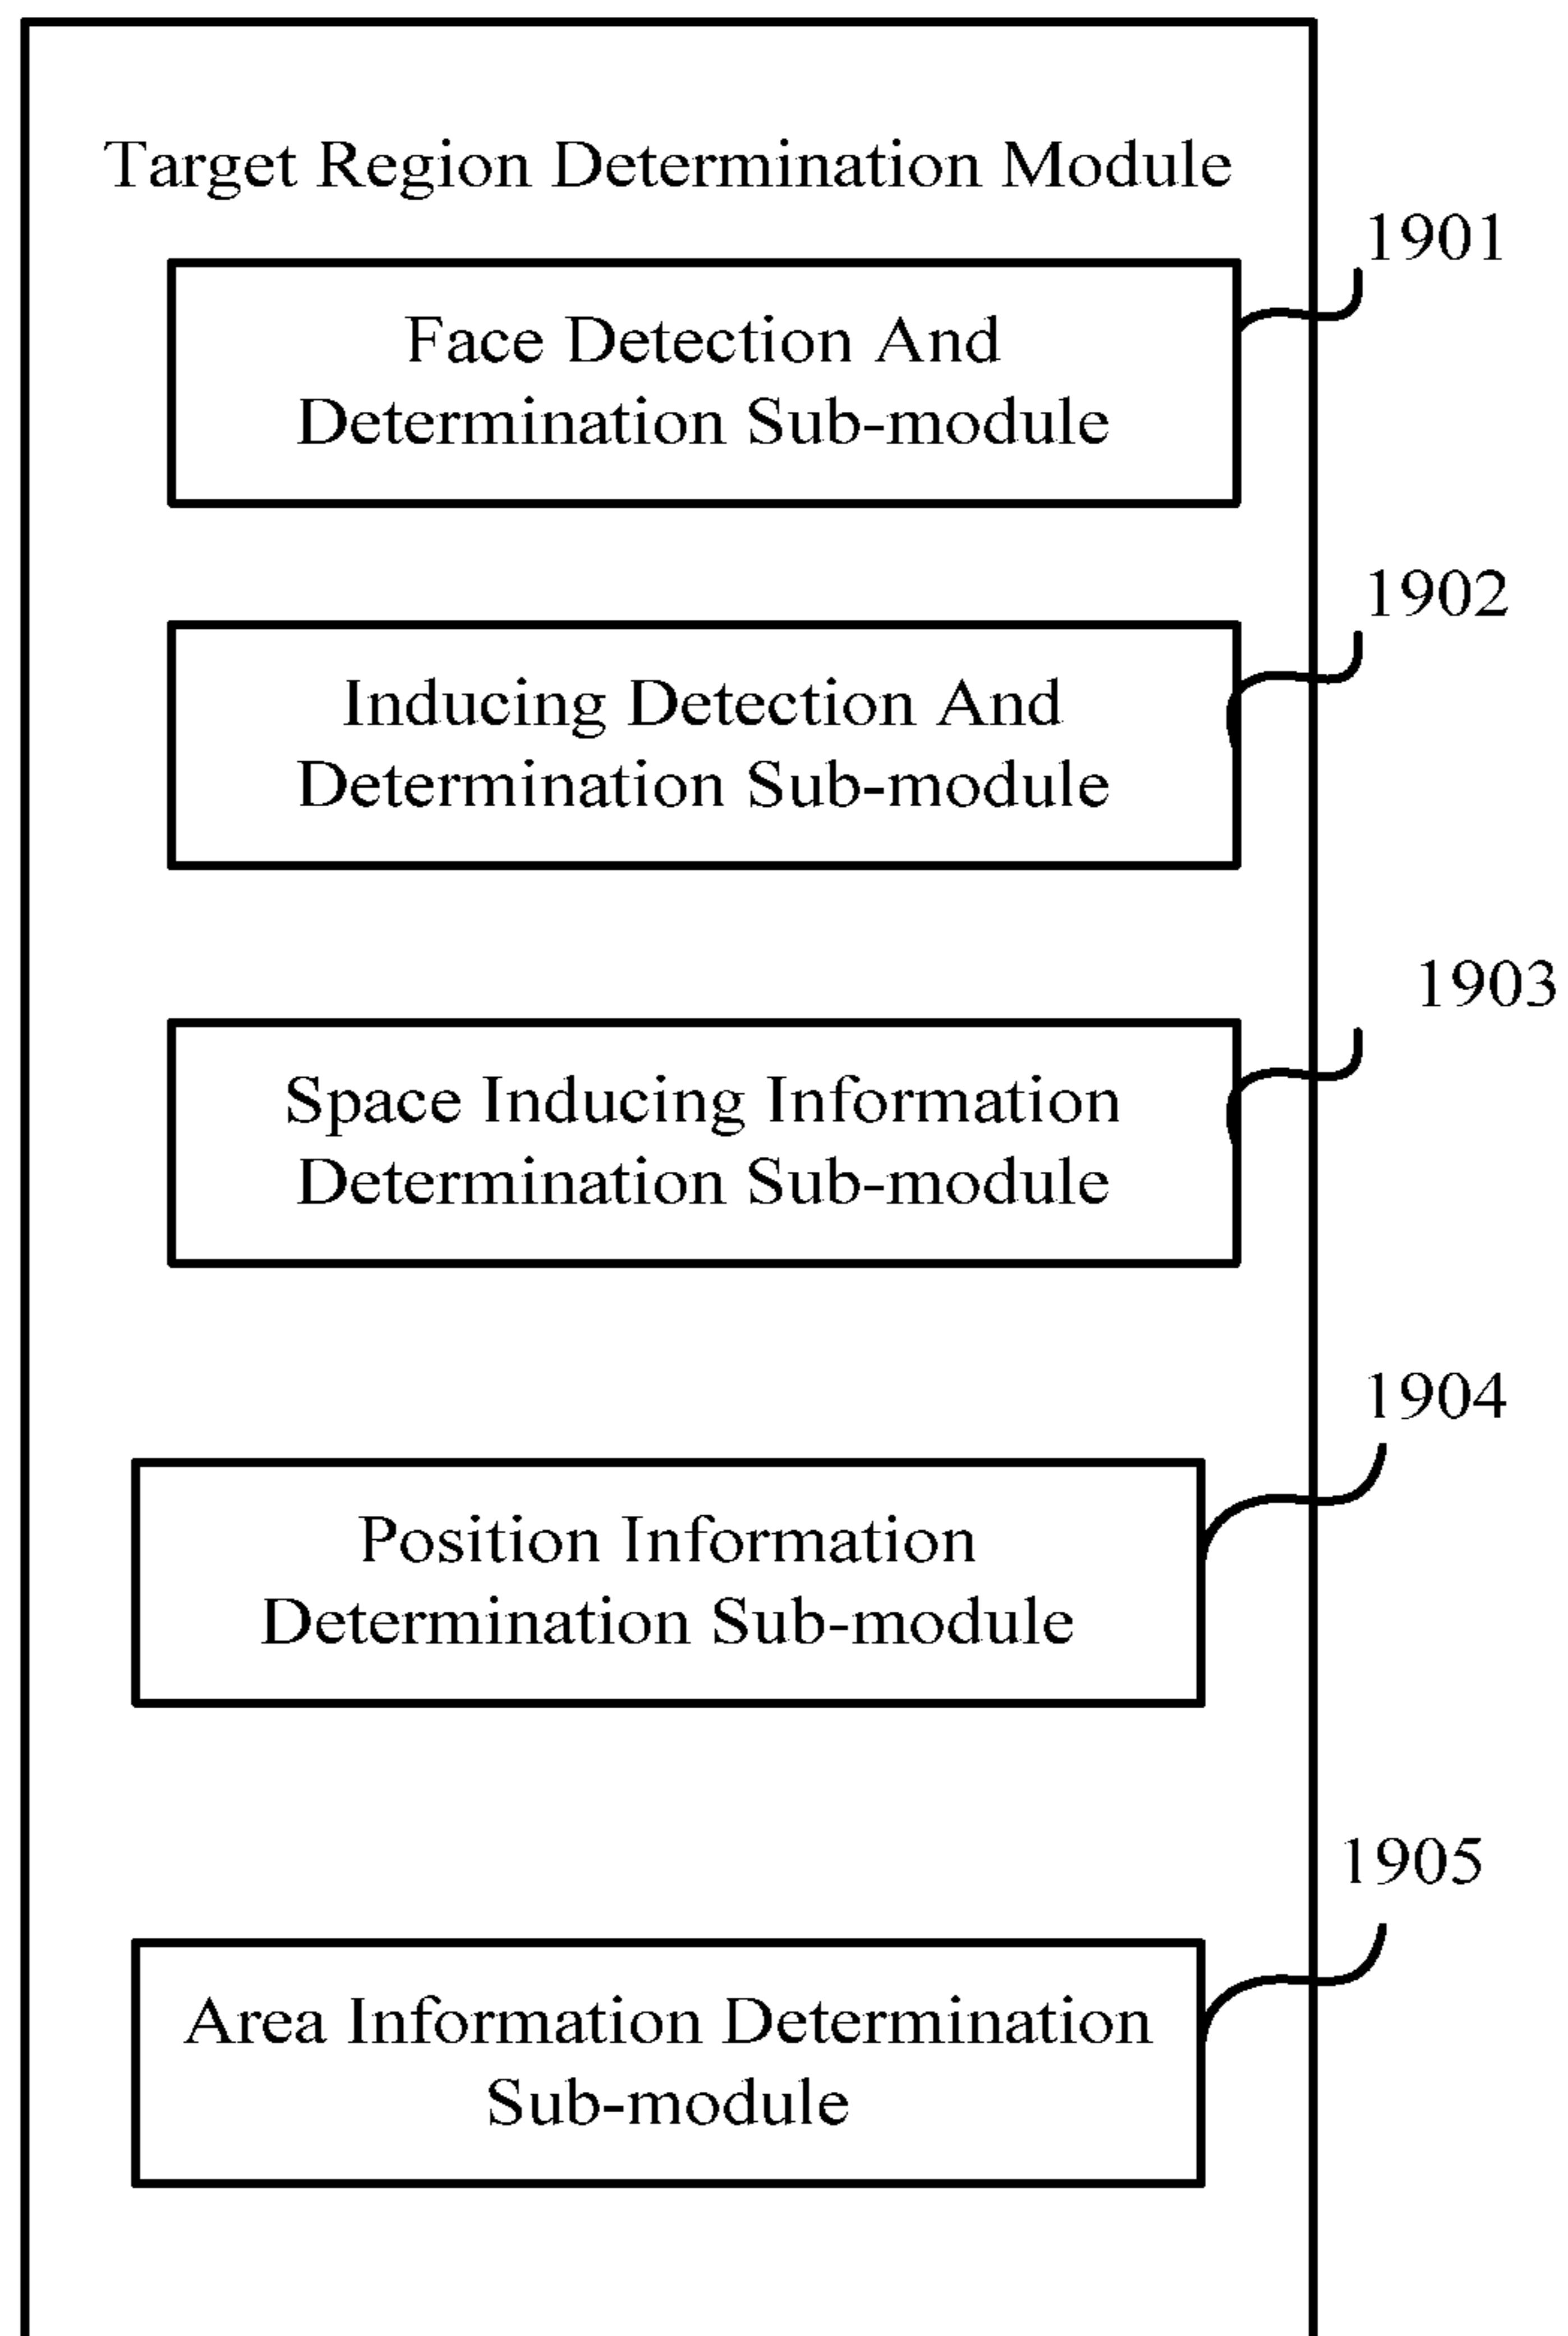 Target Region Determination Module
1901
Face Detection And
Determination Sub-module
1902
Inducing Detection And
Determination Sub-module
1903
Space Inducing Information
Determination Sub-module
1904
Position Information
Determination Sub-module
1905
Area Information Determination
Sub-module